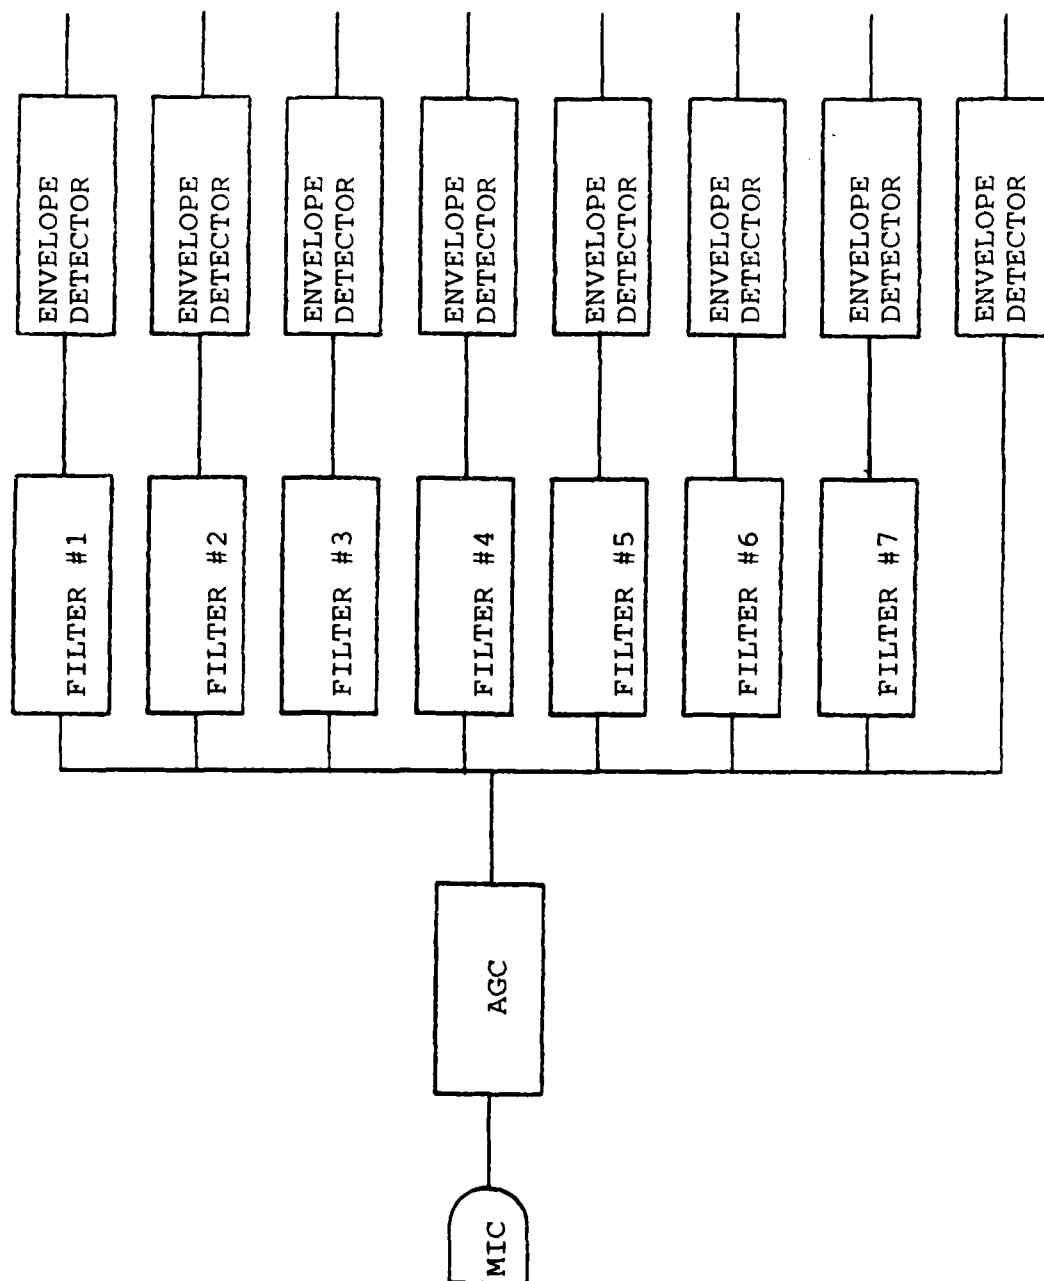 ENVELOPE
DETECTOR
ENVELOPE
DETECTOR
ENVELOPE
DETECTOR
ENVELOPE
DETECTOR
ENVELOPE
DETECTOR
ENVELOPE
DETECTOR
ENVELOPE
DETECTOR
ENVELOPE
DETECTOR
FILTER #1
FILTER #2
FILTER #3
FILTER #4
FILTER #5
FILTER #6
FILTER #7
AGC
MIC